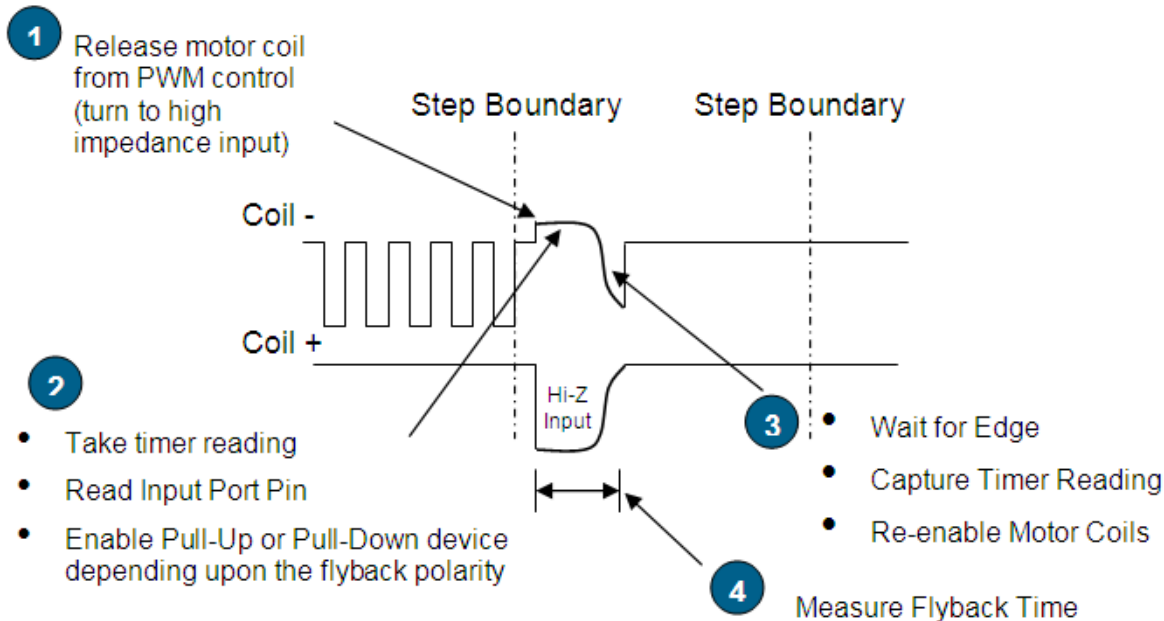 1
Release motor coil
from PWM control
(turn to high
impedance input)
Step Boundary
Step Boundary
Coil -
Coil +
Hi-Z
Input
2
• Take timer reading
• Read Input Port Pin
• Enable Pull-Up or Pull-Down device
depending upon the flyback polarity
3
• Wait for Edge
• Capture Timer Reading
• Re-enable Motor Coils
4
Measure Flyback Time